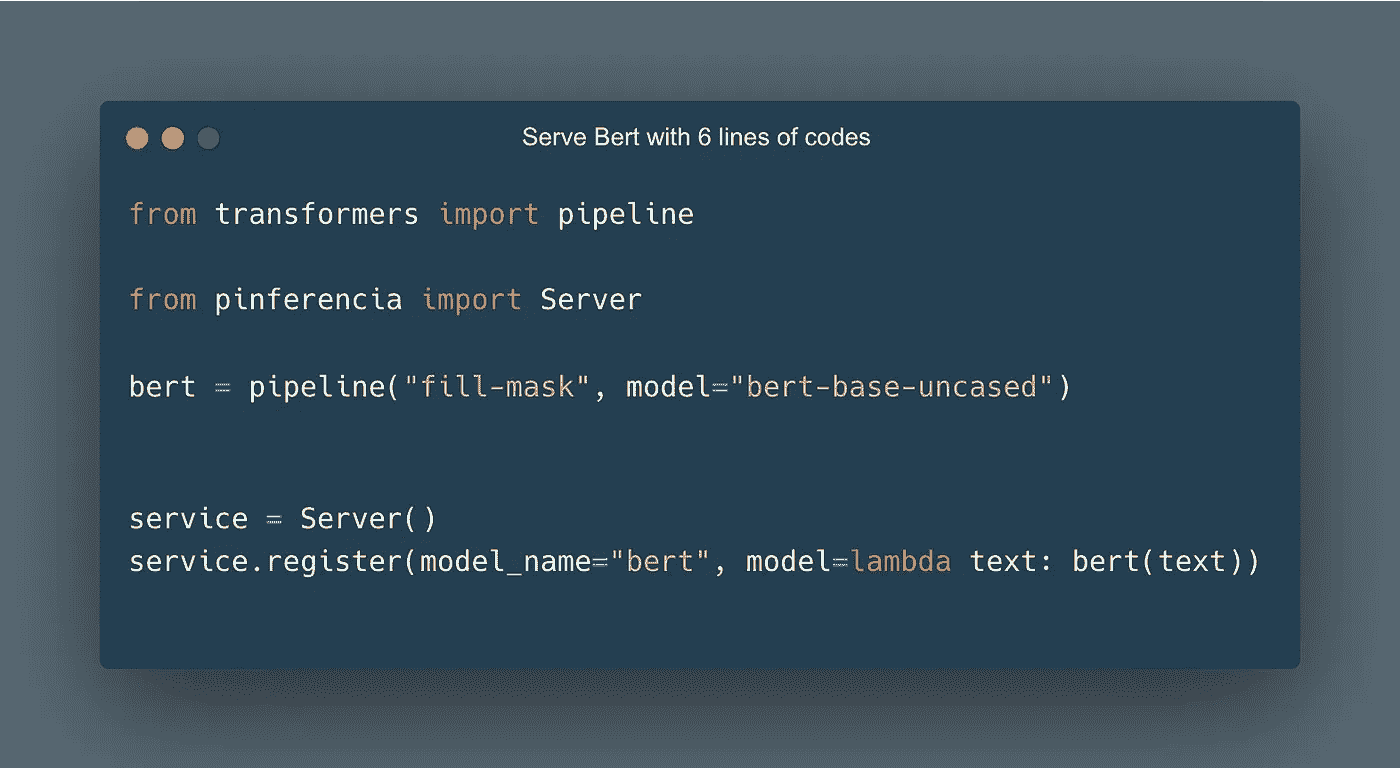 Serve Bert with 6 lines of codes
from transformers import pipeline
from pinferencia import Server
bert = pipeline("fill-mask", model="bert-base-uncased")
service = Server()
service.register(model_name="bert", model=lambda text: bert(text))